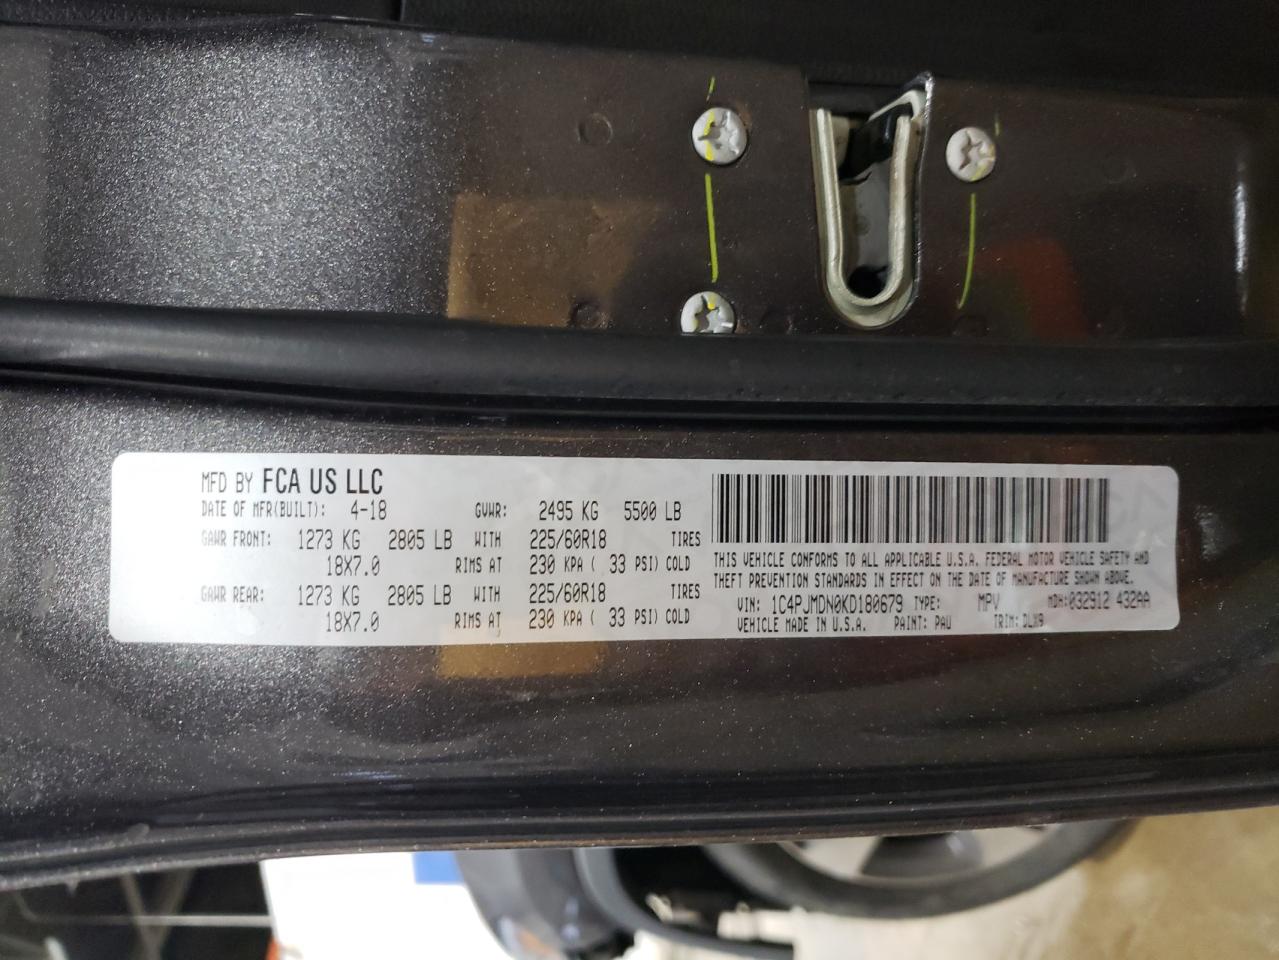 MFD BY FCA US LLC
DATE OF MFR(BUILT): 4-18 GVWR: 2495 KG 5500 LB
GAWR FRONT: 1273 KG 2805 LB WITH 225/60R18 TIRES
18X7.0 RIMS AT 230 KPA ( 33 PSI) COLD
GAWR REAR: 1273 KG 2805 LB WITH 225/60R18 TIRES
18X7.0 RIMS AT 230 KPA ( 33 PSI) COLD
THIS VEHICLE CONFORMS TO ALL APPLICABLE U.S.A. FEDERAL MOTOR VEHICLE SAFETY AND
THEFT PREVENTION STANDARDS IN EFFECT ON THE DATE OF MANUFACTURE SHOWN ABOVE.
VIN: 1C4PJMDN0KD180679 TYPE: MPV MDH:032912 432AA
VEHICLE MADE IN U.S.A. PAINT: PAU TRIM: DLH9